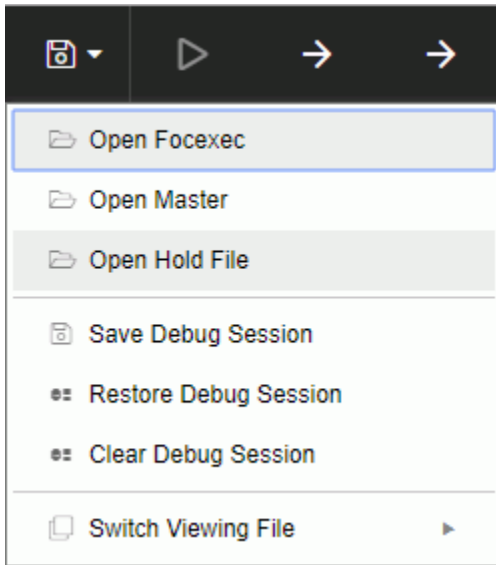 Open Focexec
Open Master
Open Hold File
Save Debug Session
Restore Debug Session
Clear Debug Session
Switch Viewing File